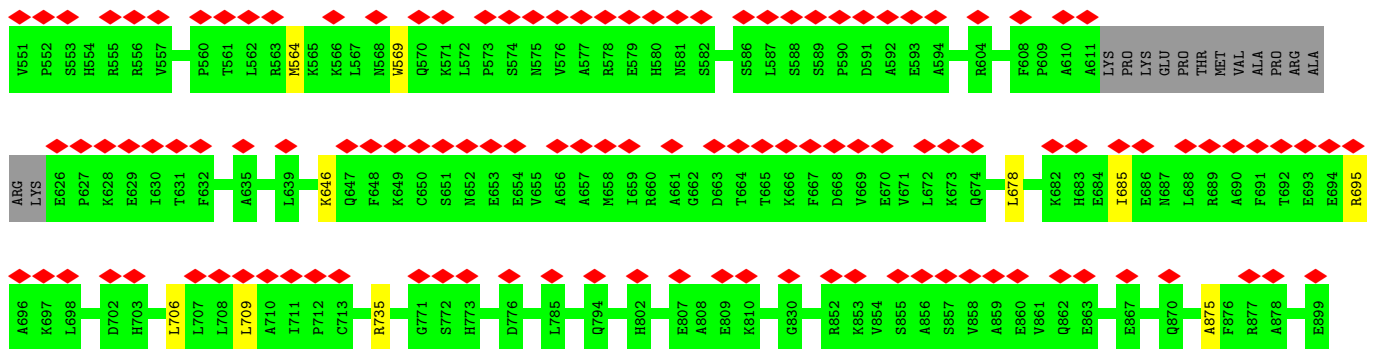 V551 P552 S553 H554 R555 R556 V557 P560 T561 L562 R563 M564 K565 K566 L567 N568 W569 Q570 K571 L572 P573 S574 N575 V576 A577 R578 E579 H580 N581 S582 S586 L587 S588 S589 P590 D591 A592 E593 A594 R604 F608 P609 A610 A611 LYS PRO LYS GLU PRO THR MET VAL ALA PRO ARG ALA
ARG LYS E626 P627 K628 E629 I630 T631 F632 A635 L639 K646 Q647 F648 K649 C650 S651 N652 E653 E654 V655 A656 A657 M658 I659 R660 A661 G662 D663 T664 T665 K666 F667 D668 V669 E670 V671 L672 K673 Q674 L678 K682 H683 E684 I685 E686 N687 L688 R689 A690 F691 T692 E693 E694 R695
A696 K697 L698 D702 H703 L706 L707 L708 L709 A710 I711 P712 C713 R735 G771 S772 H773 D776 L785 Q794 H802 E807 A808 E809 K810 G830 R852 K853 V854 S855 A856 S857 V858 A859 E860 V861 Q862 E863 E867 Q870 A875 F876 R877 A878 E899